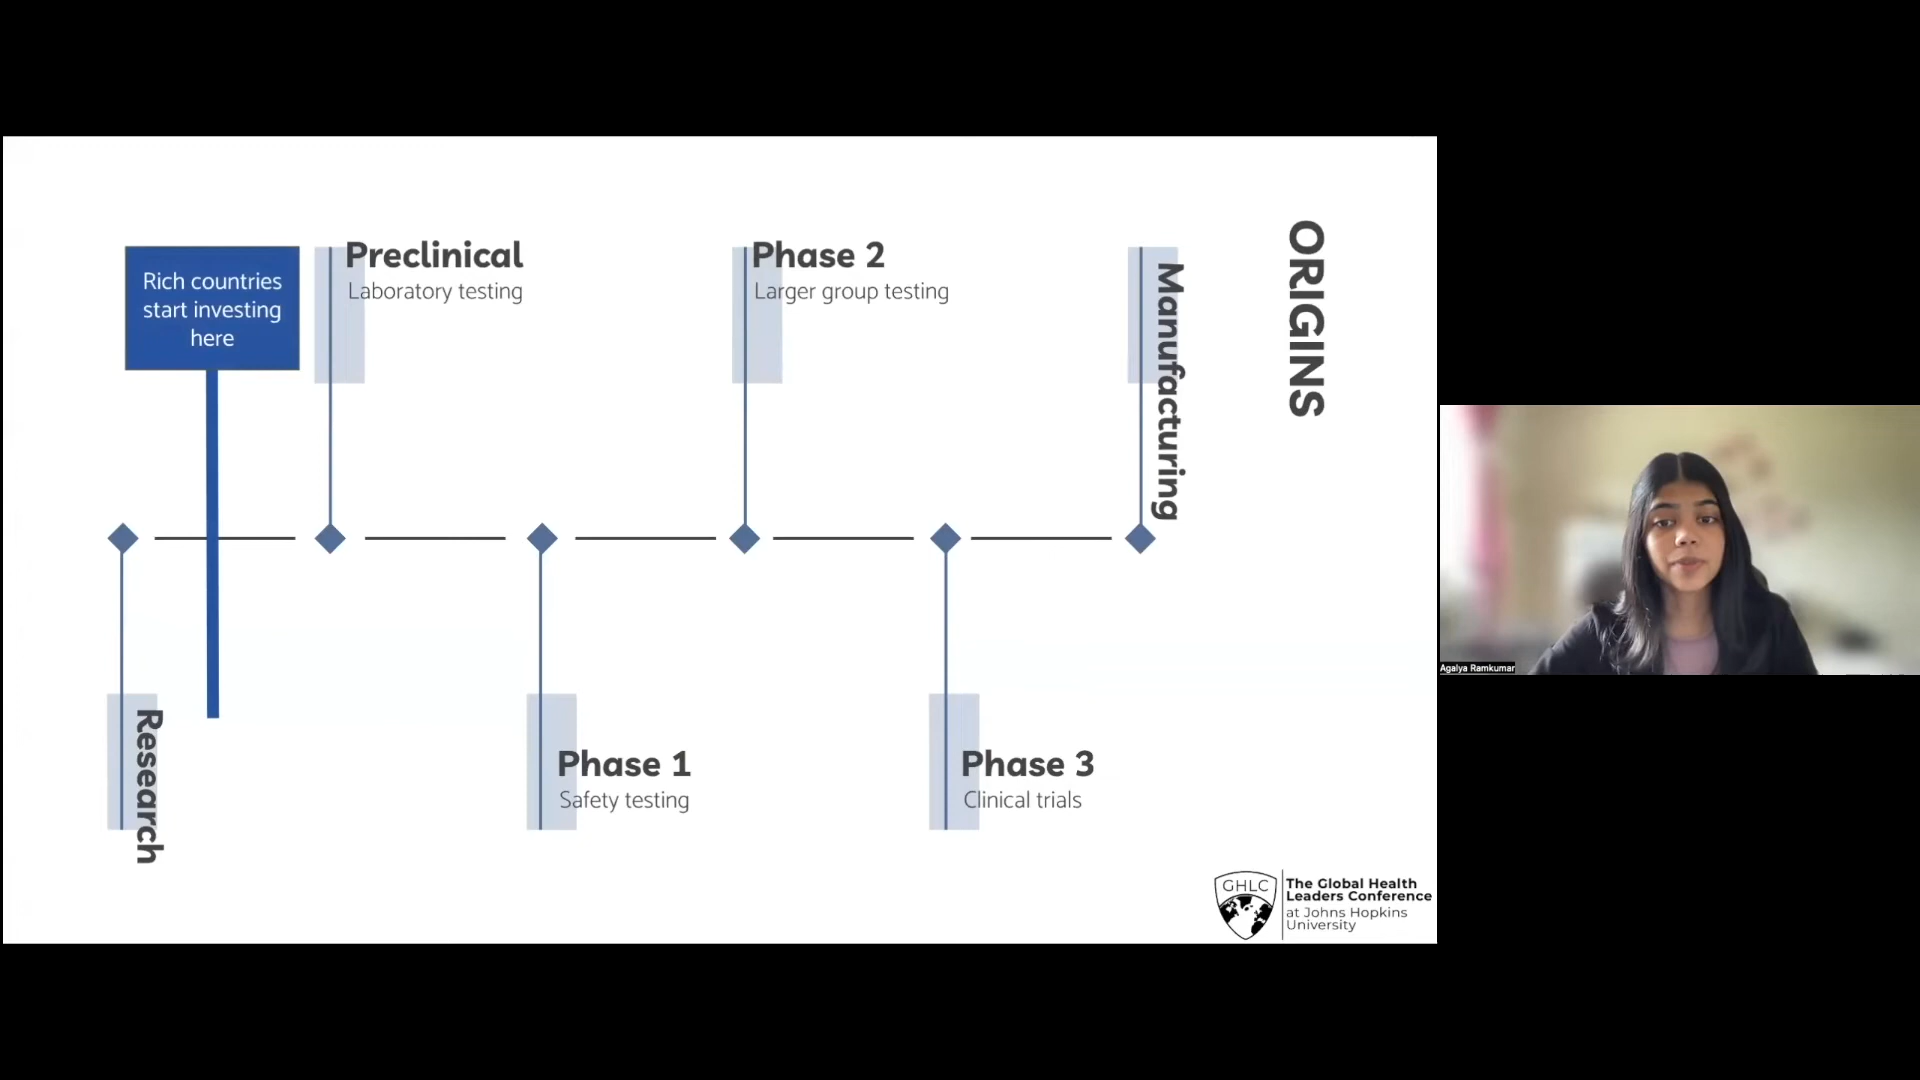 Rich countries
start investing
here
Preclinical
Laboratory testing
Phase 2
Larger group testing
Manufacturing
ORIGINS
Research
Phase 1
Safety testing
Phase 3
Clinical trials
GHLC
The Global Health
Leaders Conference
at Johns Hopkins
University
Agalya Ramkumar